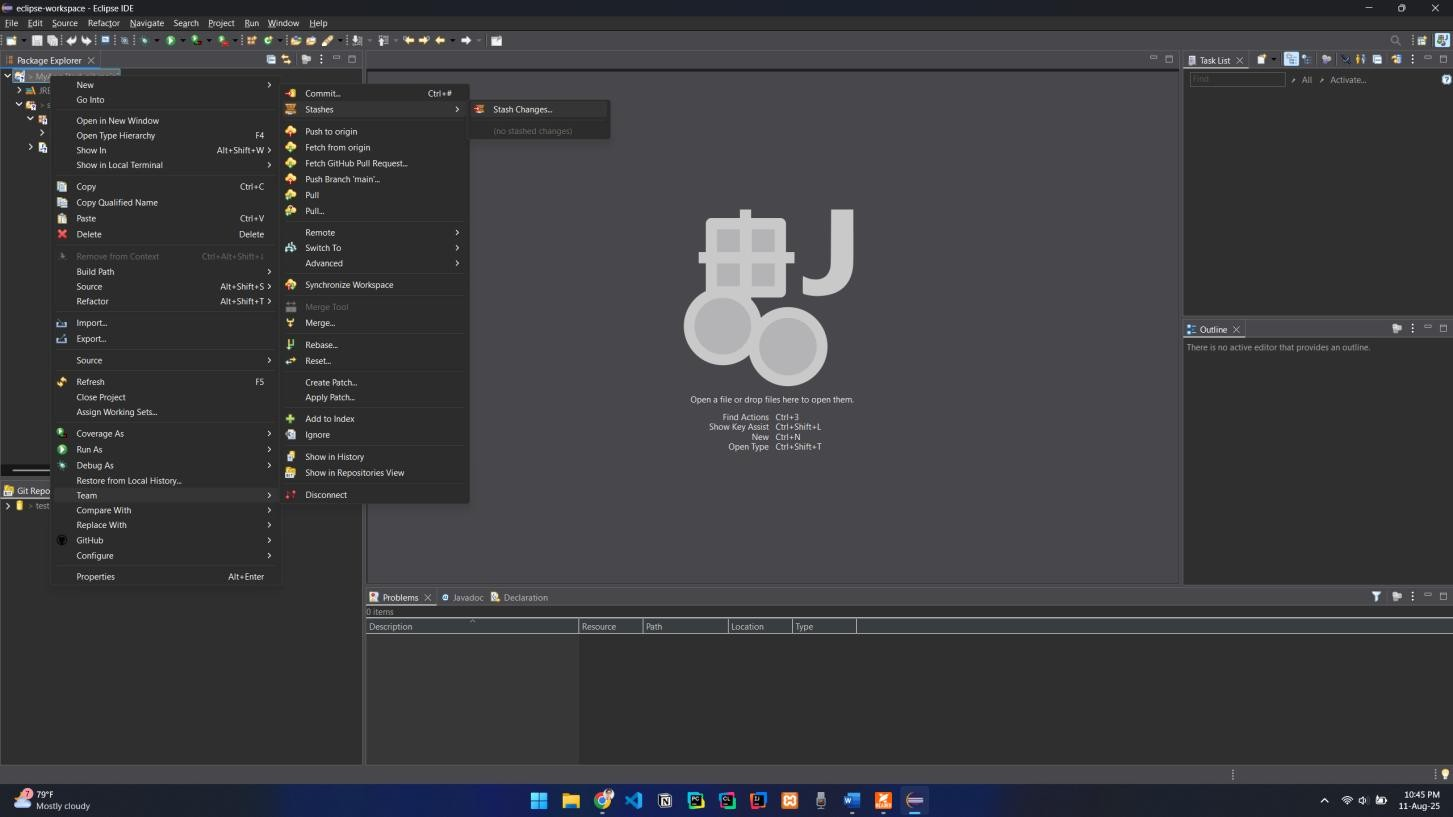 eclipse-workspace - Eclipse IDE
File Edit Source Refactor Navigate Search Project Run Window Help
Package Explorer
JRE
New
Go Into
Open in New Window
Open Type Hierarchy F4
Show In Alt+Shift+W
Show in Local Terminal
Copy Ctrl+C
Copy Qualified Name
Paste Ctrl+V
Delete Delete
Remove from Context Ctrl+Alt+Shift+↓
Build Path
Source Alt+Shift+S
Refactor Alt+Shift+T
Import...
Export...
Source
Refresh F5
Close Project
Assign Working Sets...
Coverage As
Run As
Debug As
Restore from Local History...
Team
Compare With
Replace With
GitHub
Configure
Properties Alt+Enter
Commit... Ctrl+#
Stashes
Push to origin
Fetch from origin
Fetch GitHub Pull Request...
Push Branch 'main'...
Pull
Pull...
Remote
Switch To
Advanced
Synchronize Workspace
Merge Tool
Merge...
Rebase...
Reset...
Create Patch...
Apply Patch...
Add to Index
Ignore
Show in History
Show in Repositories View
Disconnect
Stash Changes...
(no stashed changes)
Git Repo
> test
J
Open a file or drop files here to open them.
Find Actions Ctrl+3
Show Key Assist Ctrl+Shift+L
New Ctrl+N
Open Type Ctrl+Shift+T
Task List
Find All Activate...
Outline
There is no active editor that provides an outline.
Problems Javadoc Declaration
0 items
Description Resource Path Location Type
79°F
Mostly cloudy
10:45 PM
11-Aug-25